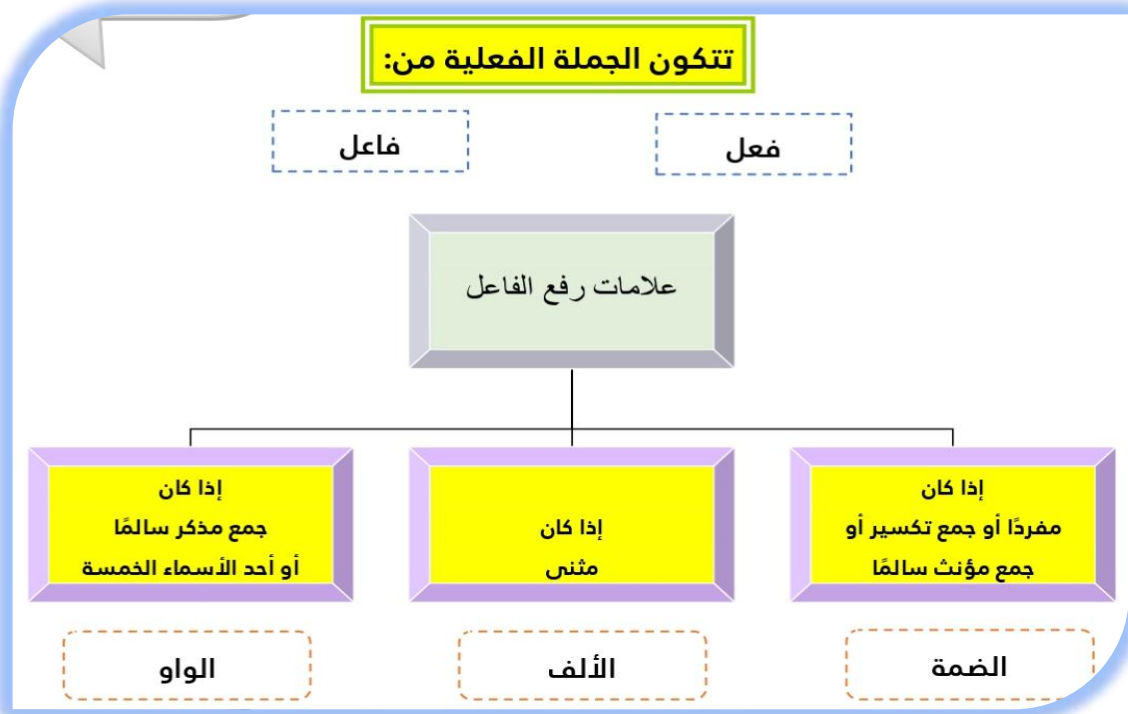 تتكون الجملة الفعلية من:
فعل
فاعل
علامات رفع الفاعل
إذا كان
مفردًا أو جمع تكسير أو
جمع مؤنث سالمًا
إذا كان
مثنى
إذا كان
جمع مذكر سالمًا
أو أحد الأسماء الخمسة
الضمة
الألف
الواو